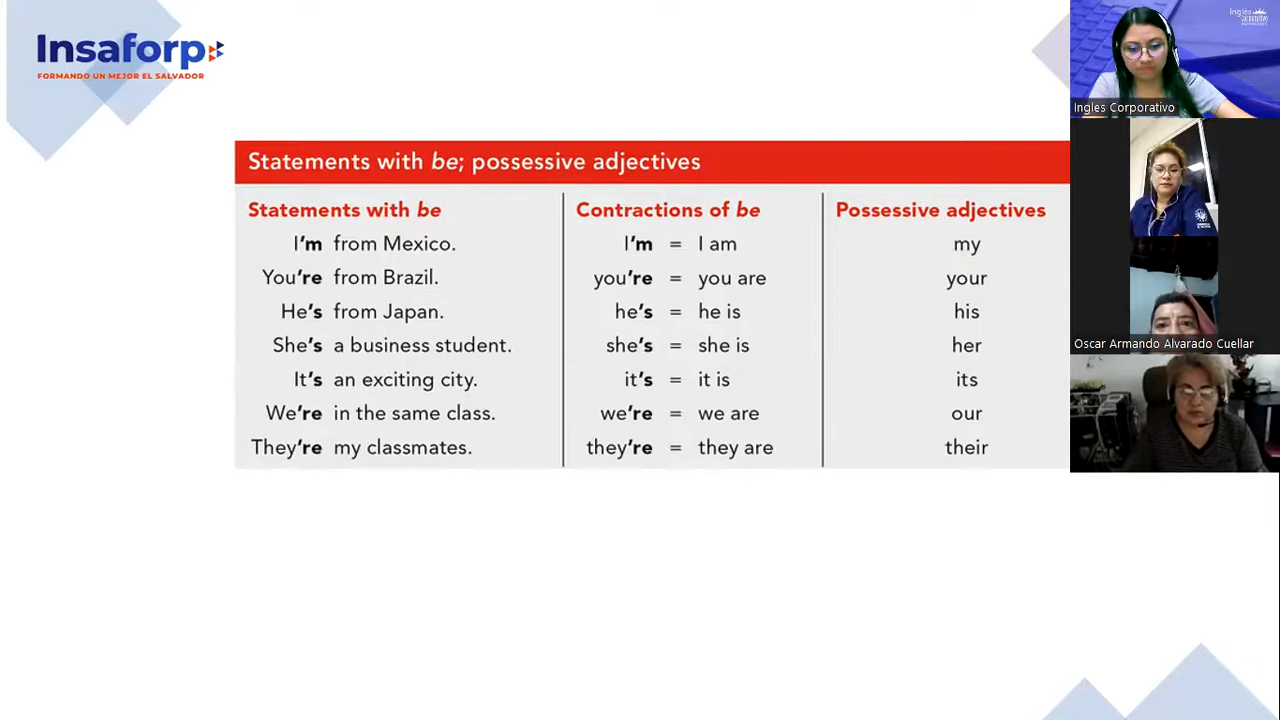 Insaforp
FORMANDO UN MEJOR EL SALVADOR
Statements with be; possessive adjectives
Statements with be Contractions of be Possessive adjectives
I'm from Mexico. I'm = I am my
You're from Brazil. you're = you are your
He's from Japan. he's = he is his
She's a business student. she's = she is her
It's an exciting city. it's = it is its
We're in the same class. we're = we are our
They're my classmates. they're = they are their
Ingles
Ingles Corporativo
Oscar Armando Alvarado Cuellar